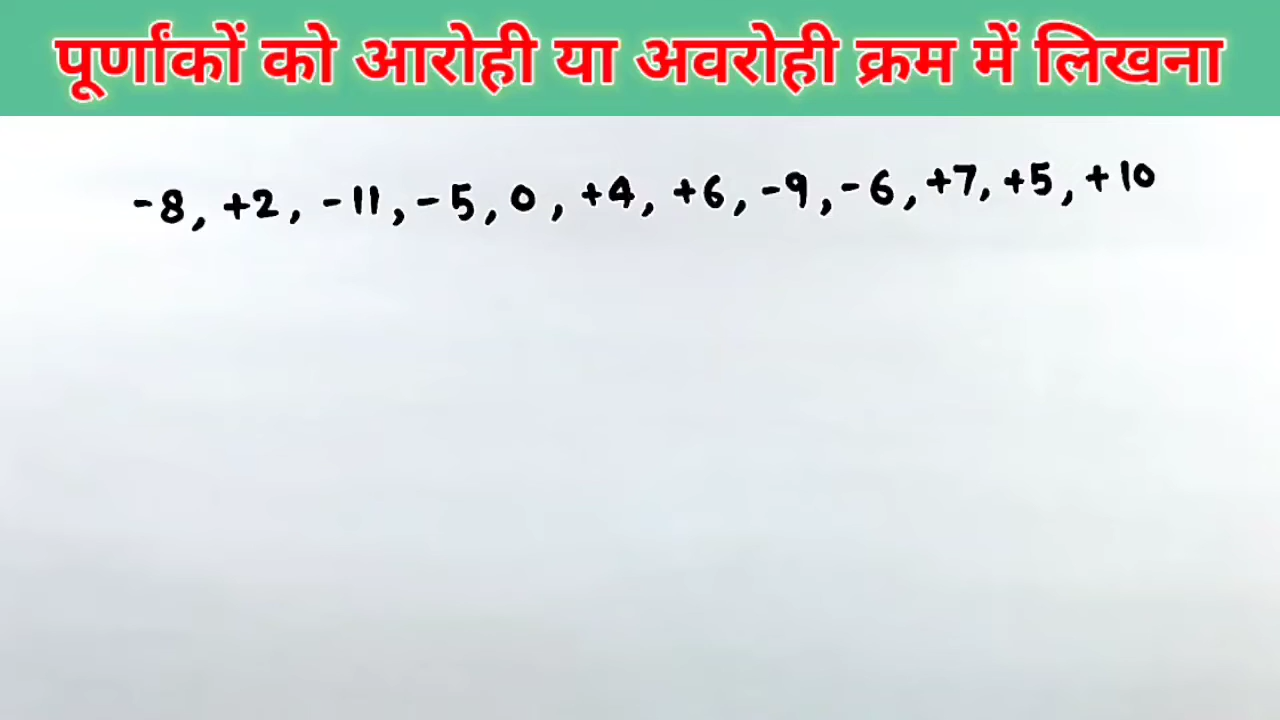 पूर्णांकों को आरोही या अवरोही क्रम में लिखना
-8, +2, -11, -5, 0, +4, +6, -9, -6, +7, +5, +10